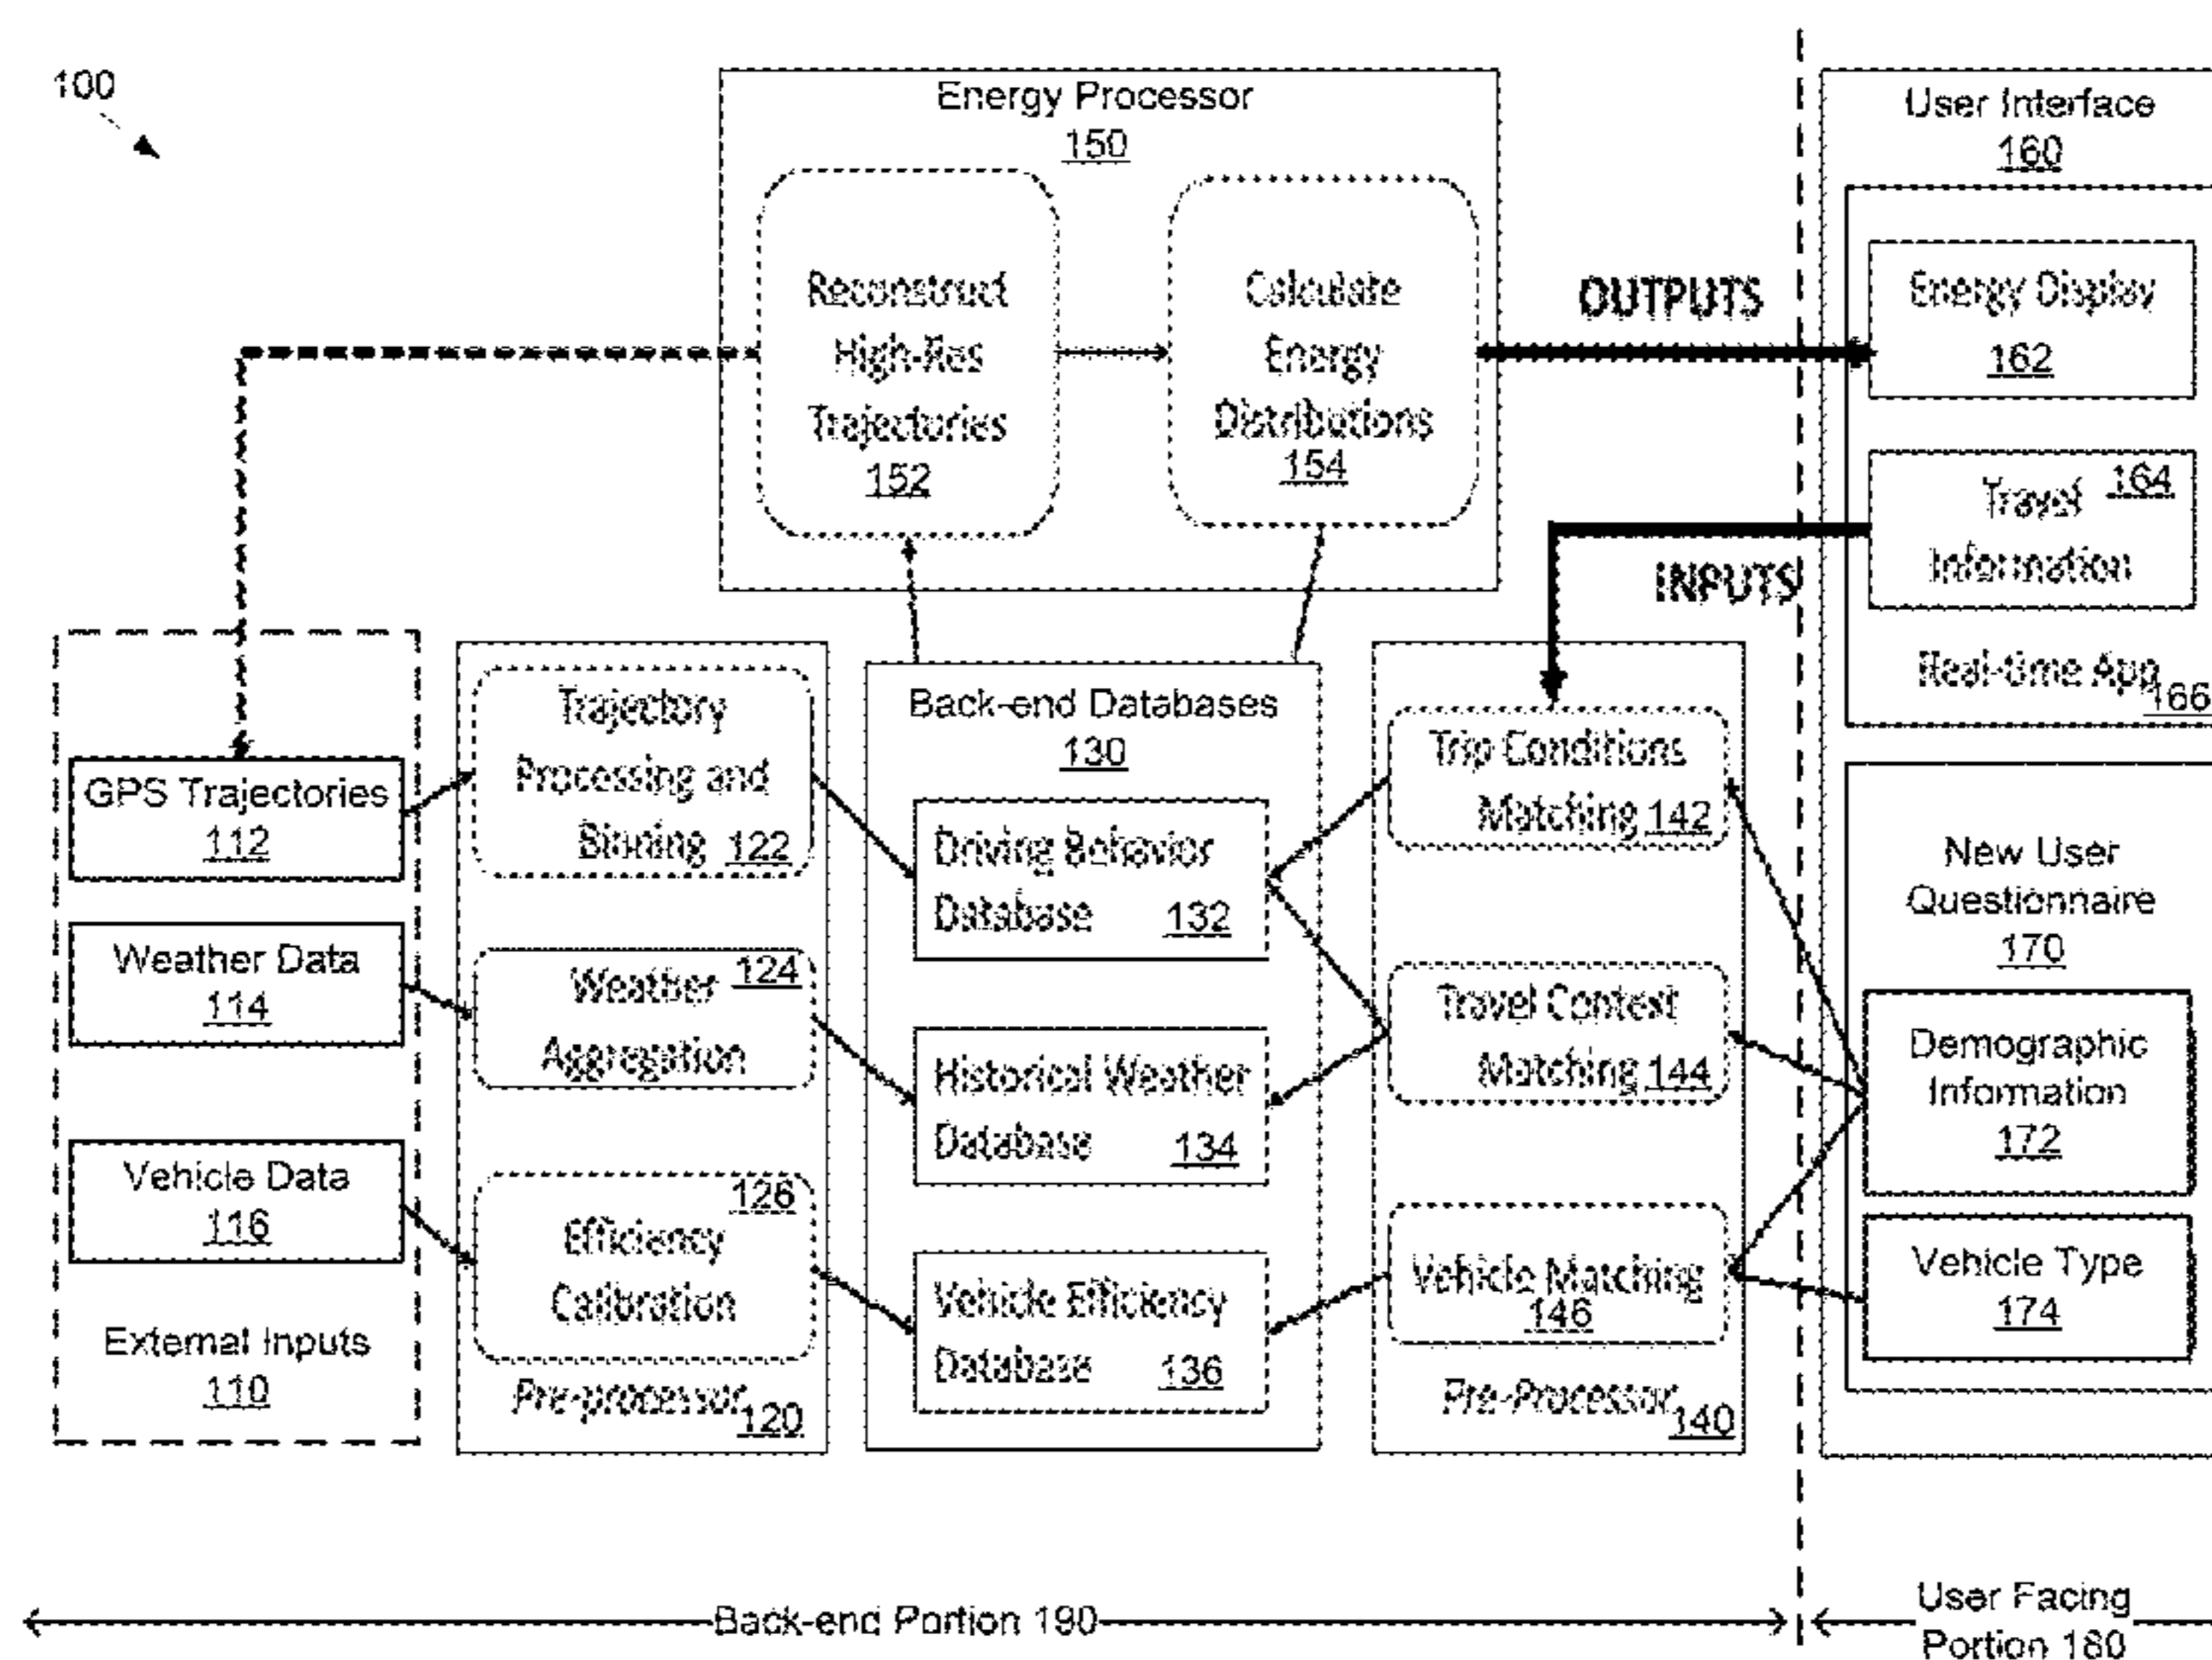 100
Energy Processor
150
Reconstruct
High-Res
Trajectories
152
Calculate
Energy
Distributions
154
OUTPUTS
INPUTS
User Interface
160
Energy Display
162
164
Travel
Information
Real-time App
166
GPS Trajectories
112
Weather Data
114
Vehicle Data
116
External Inputs
110
Trajectory
Processing and
Binning 122
Weather 124
Aggregation
126
Efficiency
Calibration
Pre-processor
120
Back-end Databases
130
Driving Behavior
Database 132
Historical Weather
Database 134
Vehicle Efficiency
Database 136
Trip Conditions
Matching 142
Travel Context
Matching 144
Vehicle Matching
146
Pre-Processor
140
New User
Questionnaire
170
Demographic
Information
172
Vehicle Type
174
Back-end Portion 190
User Facing
Portion 180